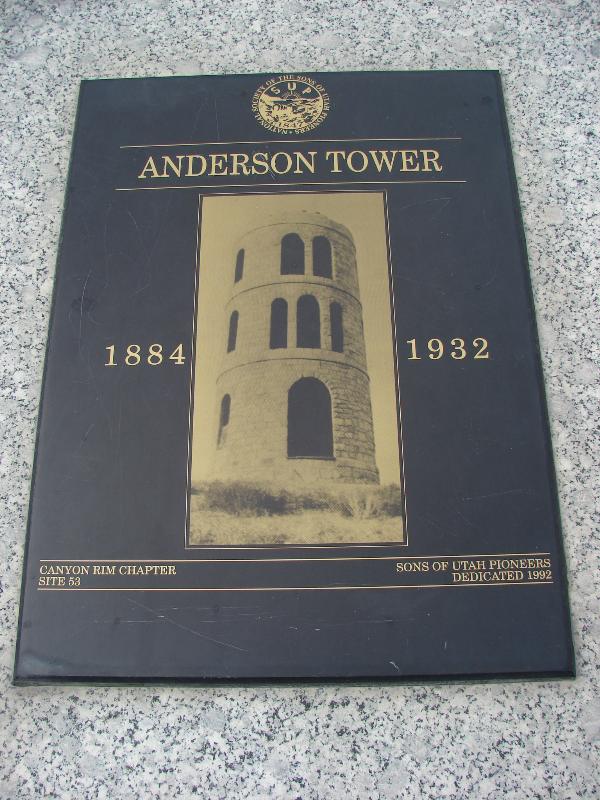 NATIONAL SOCIETY OF THE SONS OF UTAH PIONEERS
SUP
1847
ANDERSON TOWER
1884 1932
CANYON RIM CHAPTER SONS OF UTAH PIONEERS
SITE 53 DEDICATED 1992